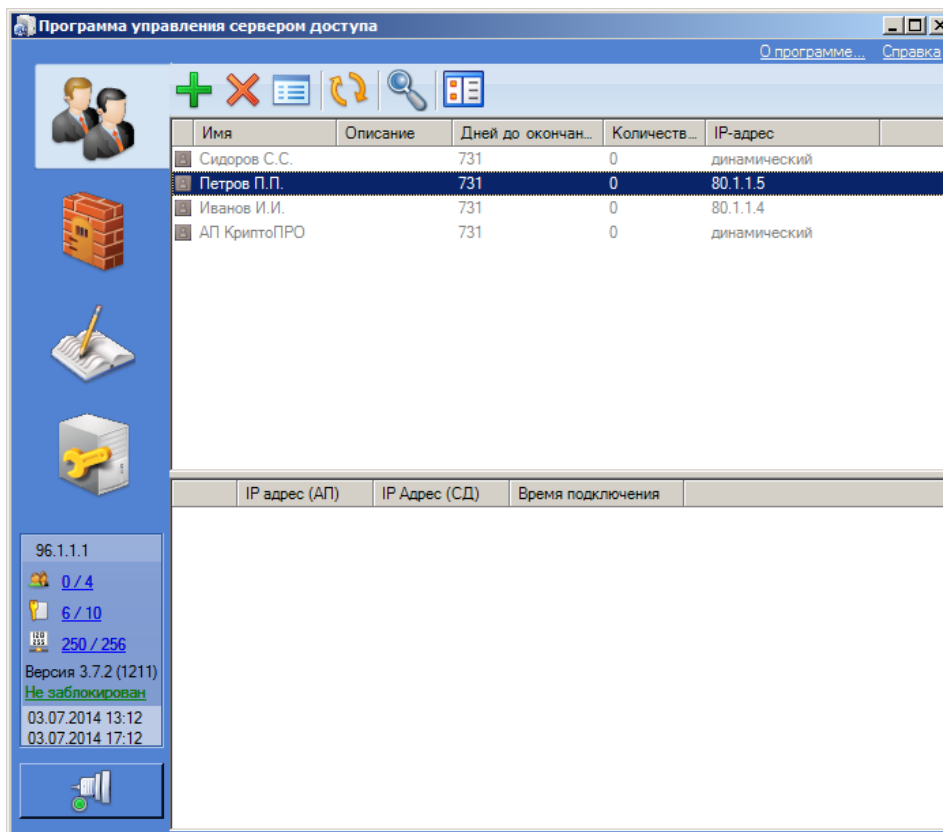 Программа управления сервером доступа
О программе... Справка
Имя Описание Дней до окончан... Количеств... IP-адрес
Сидоров С.С. 731 0 динамический
Петров П.П. 731 0 80.1.1.5
Иванов И.И. 731 0 80.1.1.4
АП КриптоПРО 731 0 динамический
IP адрес (АП) IP Адрес (СД) Время подключения
96.1.1.1
0 / 4
6 / 10
250 / 256
Версия 3.7.2 (1211)
Не заблокирован
03.07.2014 13:12
03.07.2014 17:12